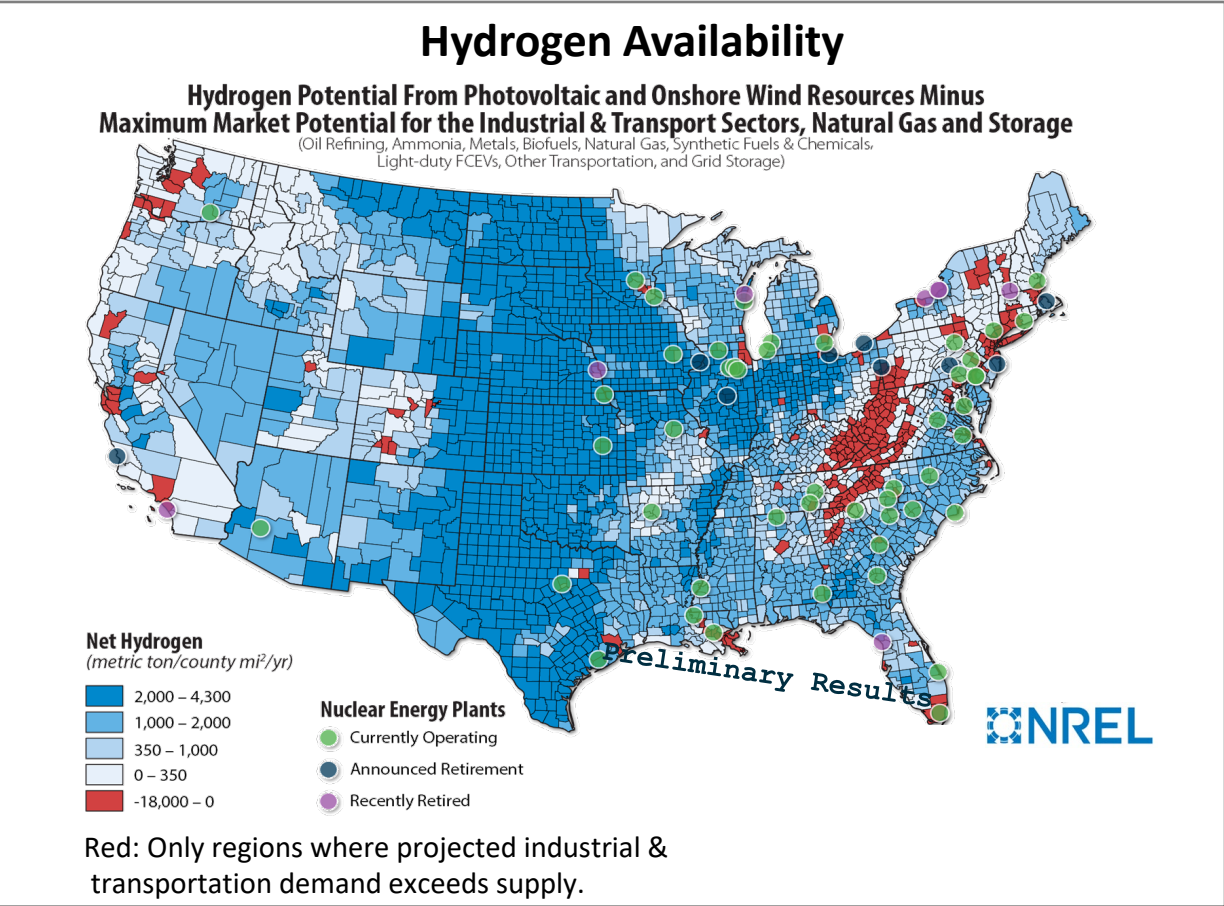 Hydrogen Availability
Hydrogen Potential From Photovoltaic and Onshore Wind Resources Minus
Maximum Market Potential for the Industrial & Transport Sectors, Natural Gas and Storage
(Oil Refining, Ammonia, Metals, Biofuels, Natural Gas, Synthetic Fuels & Chemicals,
Light-duty FCEVs, Other Transportation, and Grid Storage)
Preliminary Results
Net Hydrogen
(metric ton/county mi²/yr)
2,000 – 4,300
1,000 – 2,000
350 – 1,000
0 – 350
-18,000 – 0
Nuclear Energy Plants
Currently Operating
Announced Retirement
Recently Retired
NREL
Red: Only regions where projected industrial &
transportation demand exceeds supply.